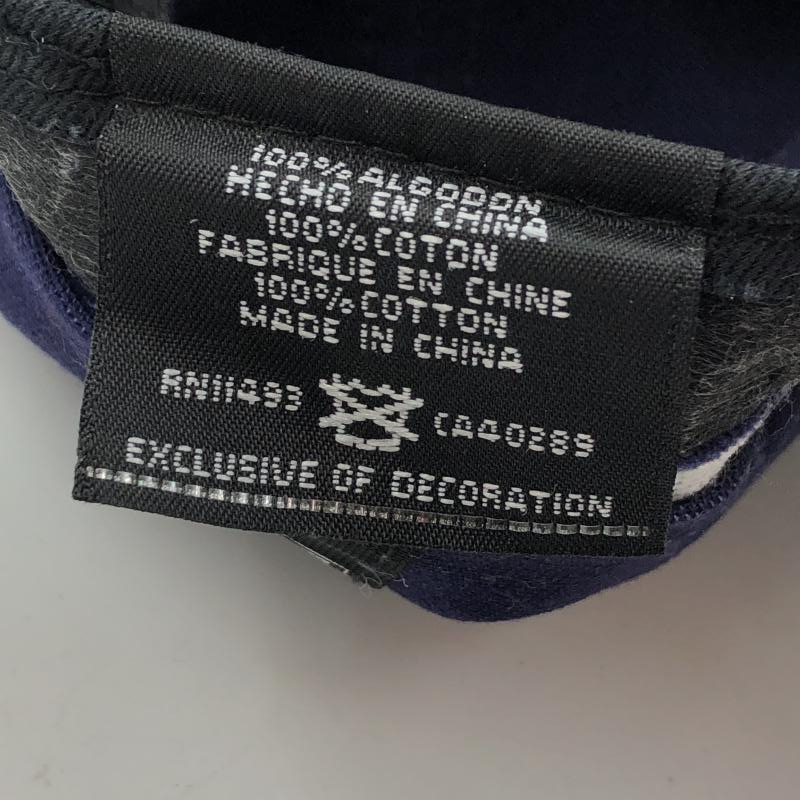 100% ALGODON
HECHO EN CHINA
100% COTON
FABRIQUE EN CHINE
100% COTTON
MADE IN CHINA
RN11493 CA40289
EXCLUSIVE OF DECORATION